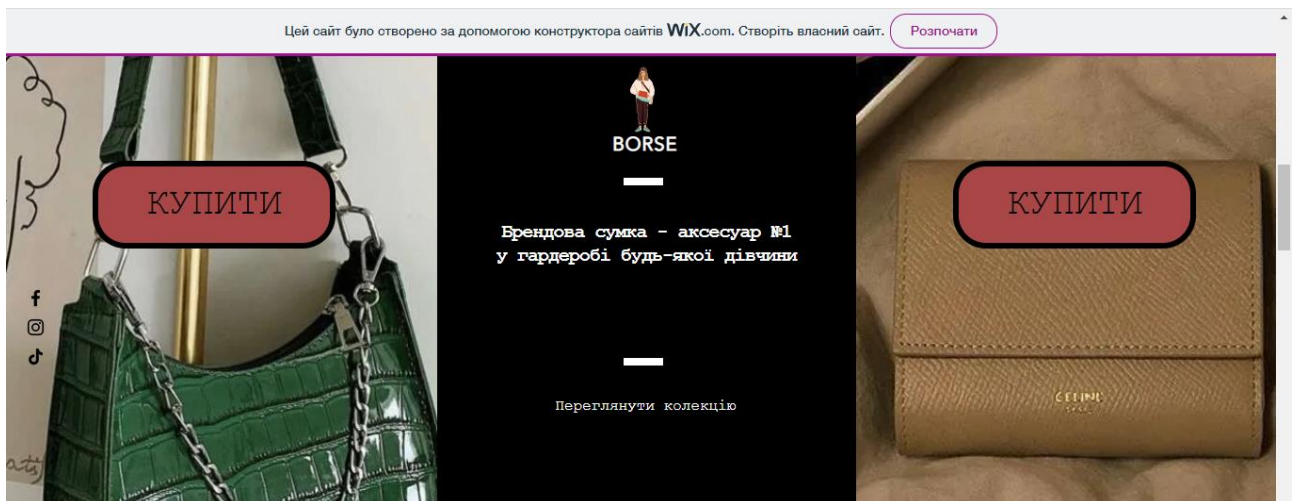 Цей сайт було створено за допомогою конструктора сайтів WiX.com. Створіть власний сайт. Розпочати
BORSE
КУПИТИ
КУПИТИ
Брендова сумка - аксесуар №1
у гардеробі будь-якої дівчини
Переглянути колекцію
CELINE